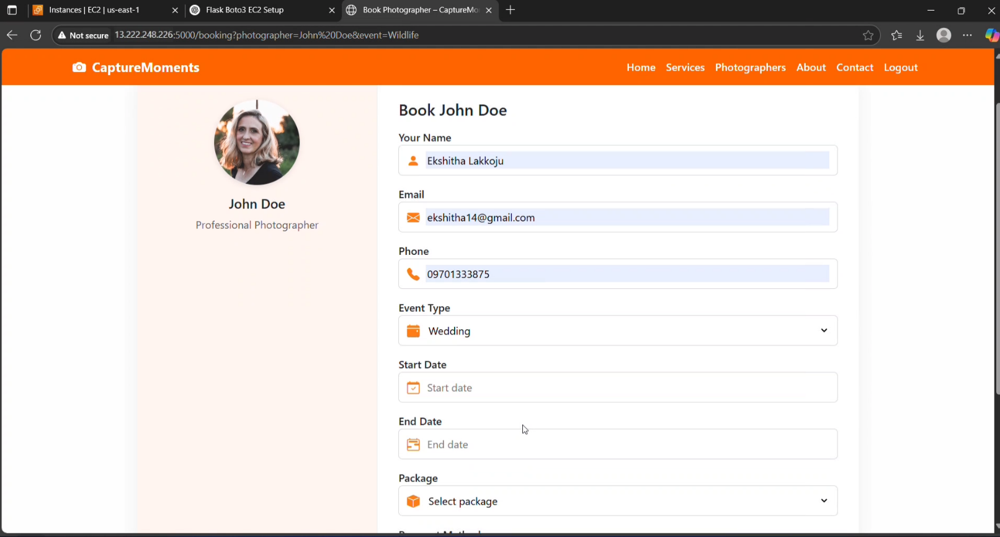 Instances | EC2 | us-east-1
Flask Boto3 EC2 Setup
Book Photographer – CaptureMo
Not secure
13.222.248.226:5000/booking?photographer=John%20Doe&event=Wildlife
CaptureMoments
Home
Services
Photographers
About
Contact
Logout
John Doe
Professional Photographer
Book John Doe
Your Name
Ekshitha Lakkoju
Email
ekshitha14@gmail.com
Phone
09701333875
Event Type
Wedding
Start Date
Start date
End Date
End date
Package
Select package